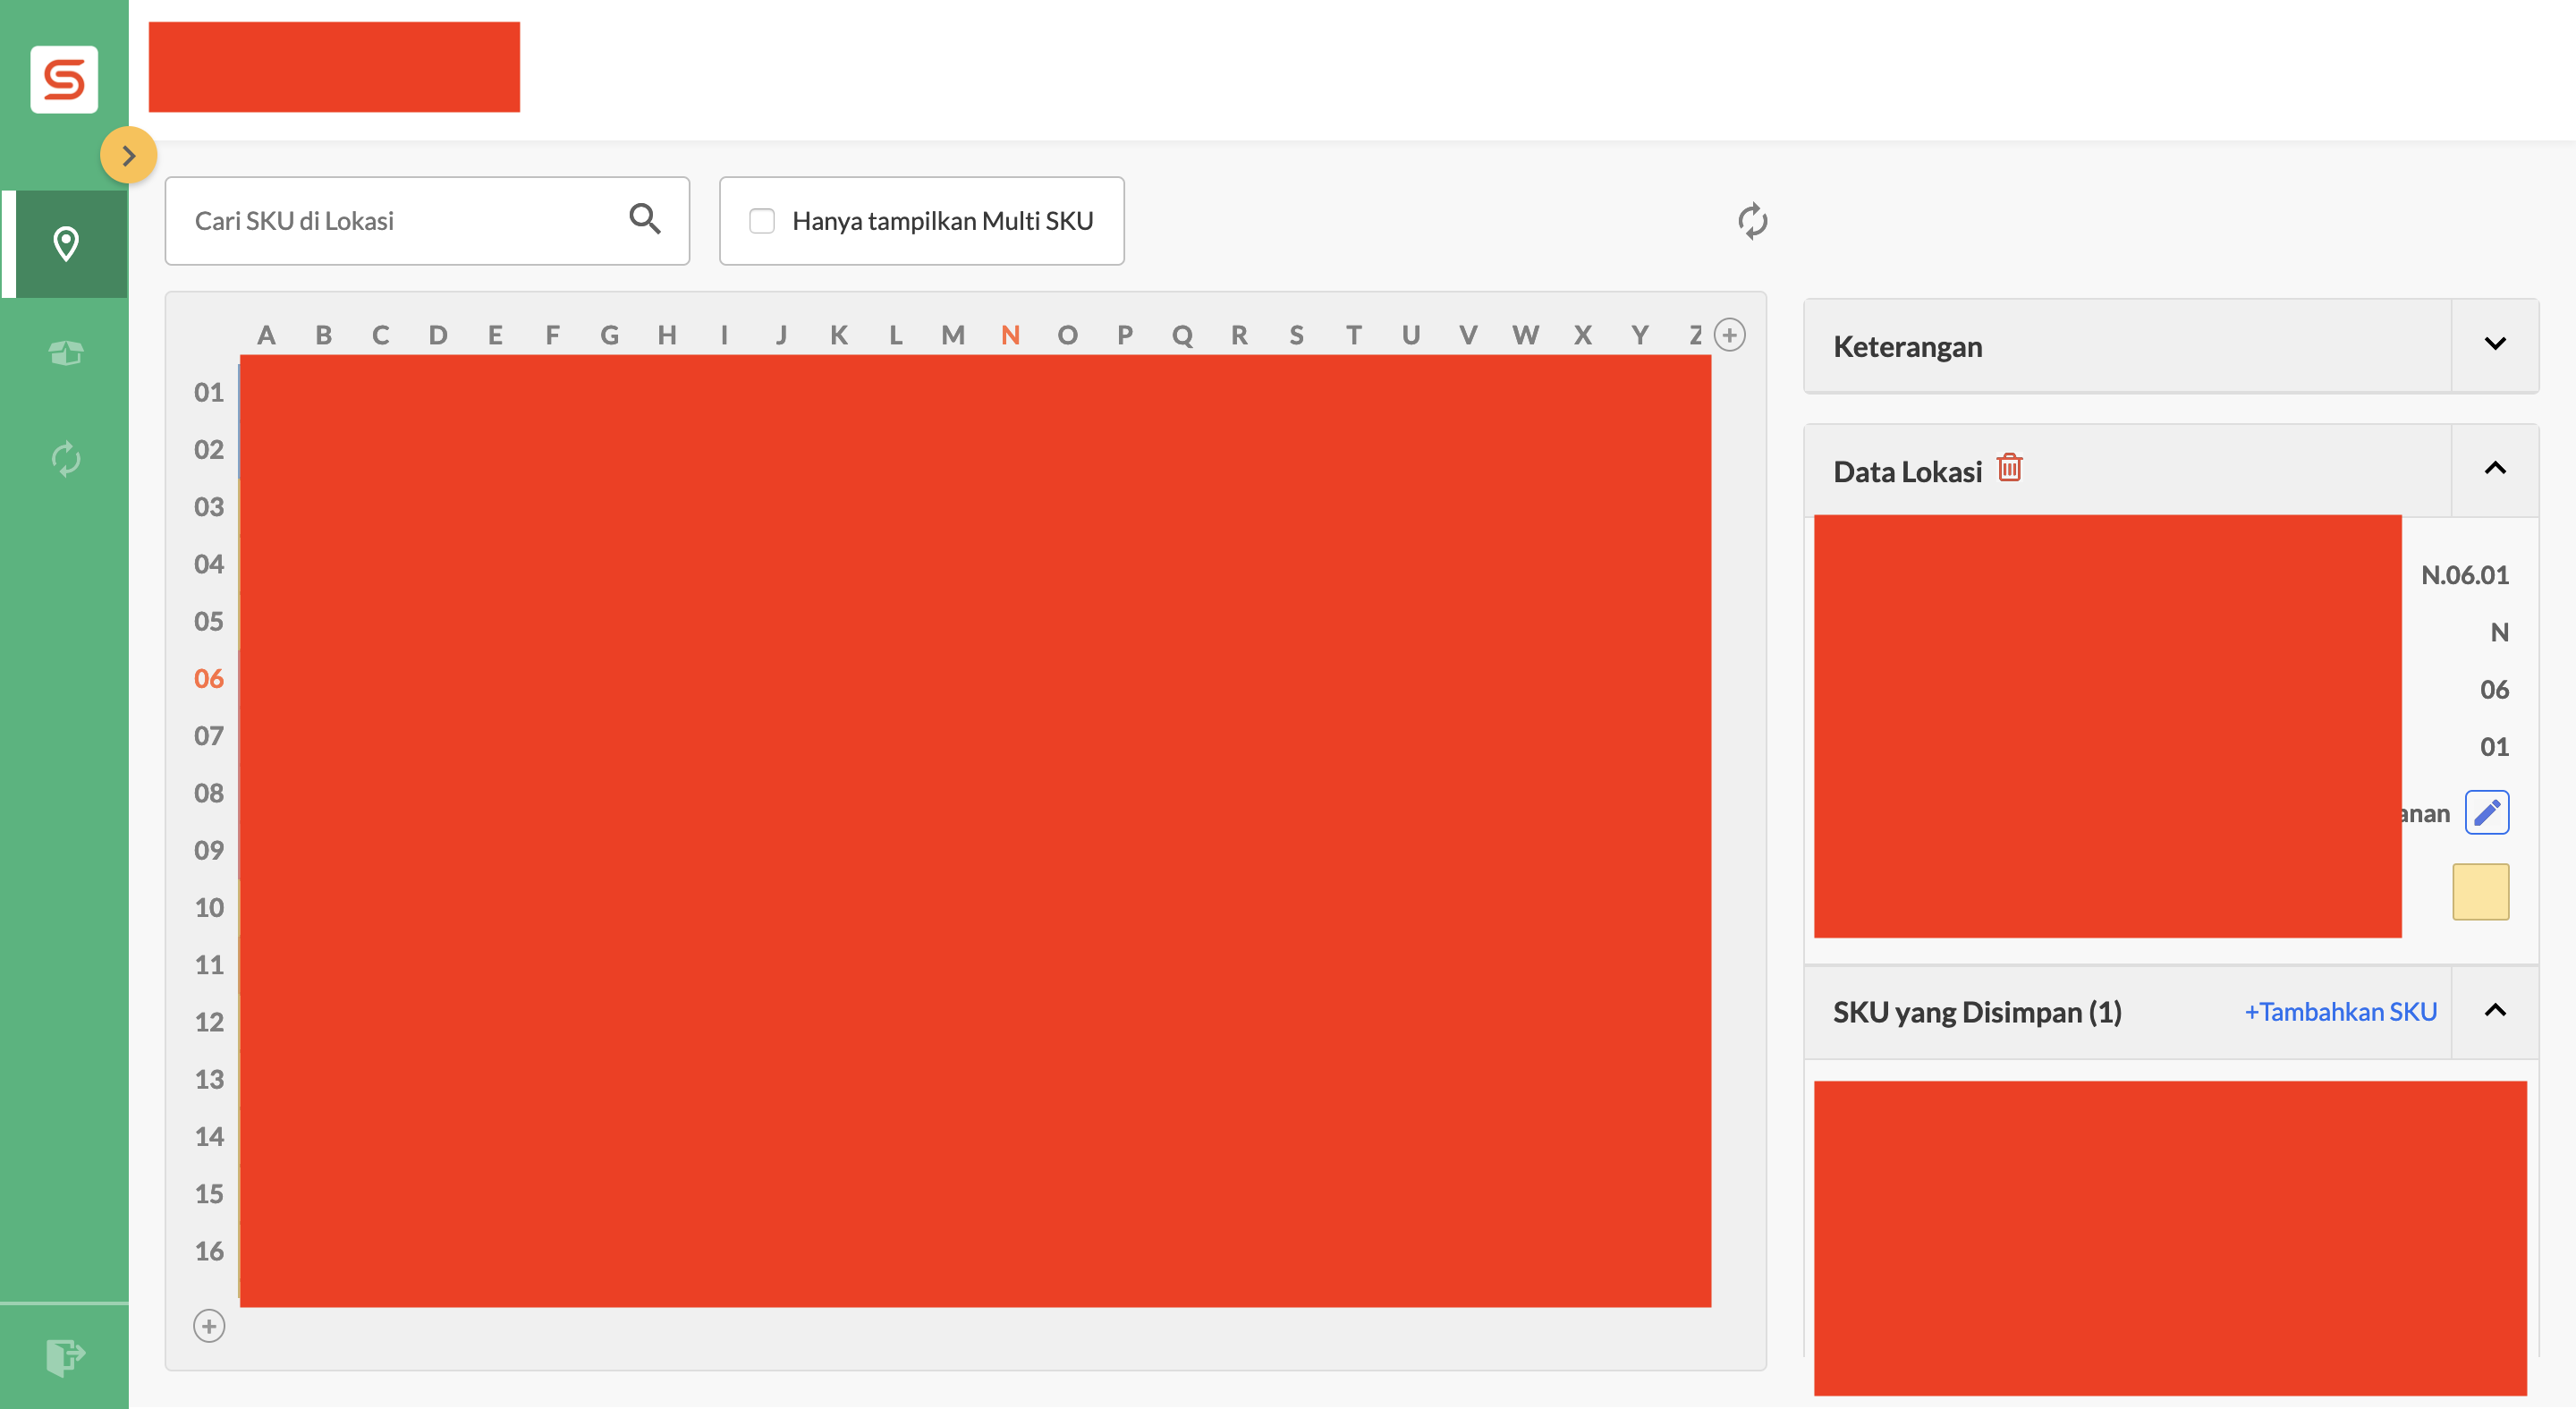 Cari SKU di Lokasi
Hanya tampilkan Multi SKU
A B C D E F G H I J K L M N O P Q R S T U V W X Y Z
01
02
03
04
05
06
07
08
09
10
11
12
13
14
15
16
Keterangan
Data Lokasi
N.06.01
N
06
01
anan
SKU yang Disimpan (1) +Tambahkan SKU